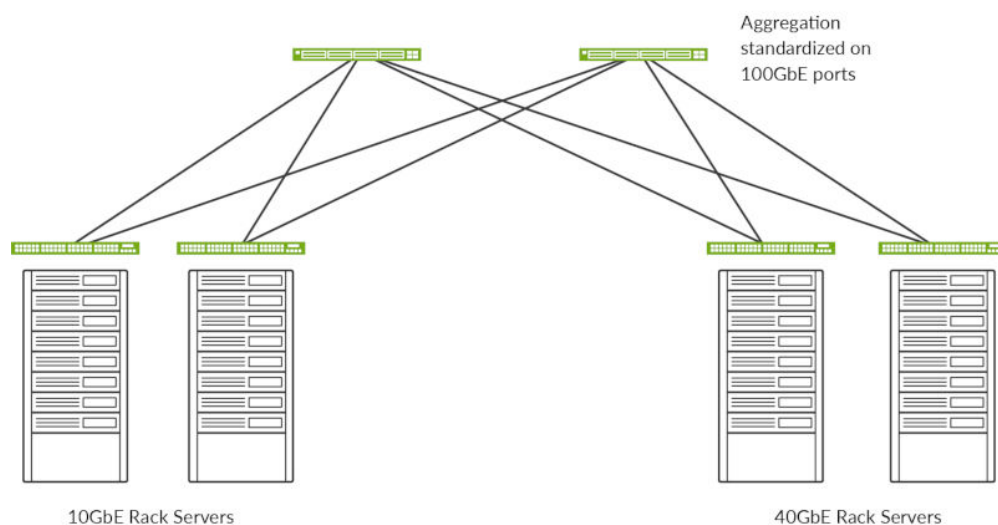 Aggregation
standardized on
100GbE ports
10GbE Rack Servers
40GbE Rack Servers